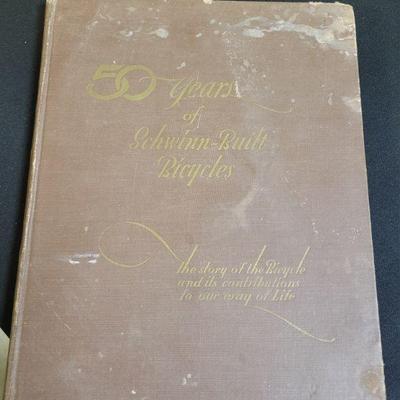 50 Years
of
Schwinn-Built
Bicycles
The story of the Bicycle
and its contributions
to our way of Life